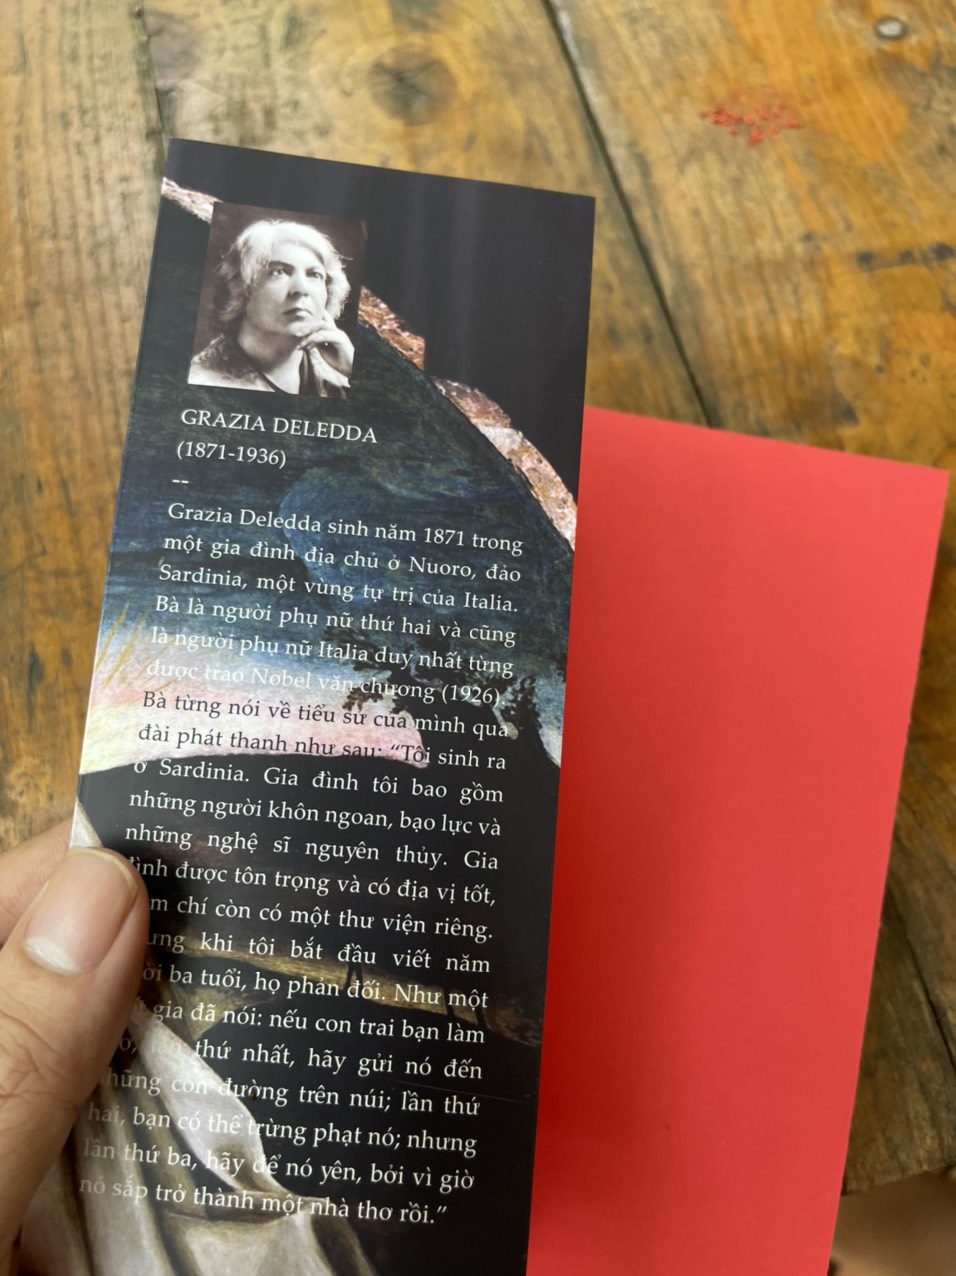 GRAZIA DELEDDA
(1871-1936)
--
Grazia Deledda sinh năm 1871 trong
một gia đình địa chủ ở Nuoro, đảo
Sardinia, một vùng tự trị của Italia.
Bà là người phụ nữ thứ hai và cũng
là người phụ nữ Italia duy nhất từng
được trao Nobel văn chương (1926).
Bà từng nói về tiểu sử của mình qua
đài phát thanh như sau: “Tôi sinh ra
ở Sardinia. Gia đình tôi bao gồm
những người khôn ngoan, bạo lực và
những nghệ sĩ nguyên thủy. Gia
được tôn trọng và có địa vị tốt,
chí còn có một thư viện riêng.
khi tôi bắt đầu viết năm
ba tuổi, họ phản đối. Như một
gia đã nói: nếu con trai bạn làm
thứ nhất, hãy gửi nó đến
những con đường trên núi; lần thứ
hai, bạn có thể trừng phạt nó; nhưng
lần thứ ba, hãy để nó yên, bởi vì giờ
nó sắp trở thành một nhà thơ rồi.”